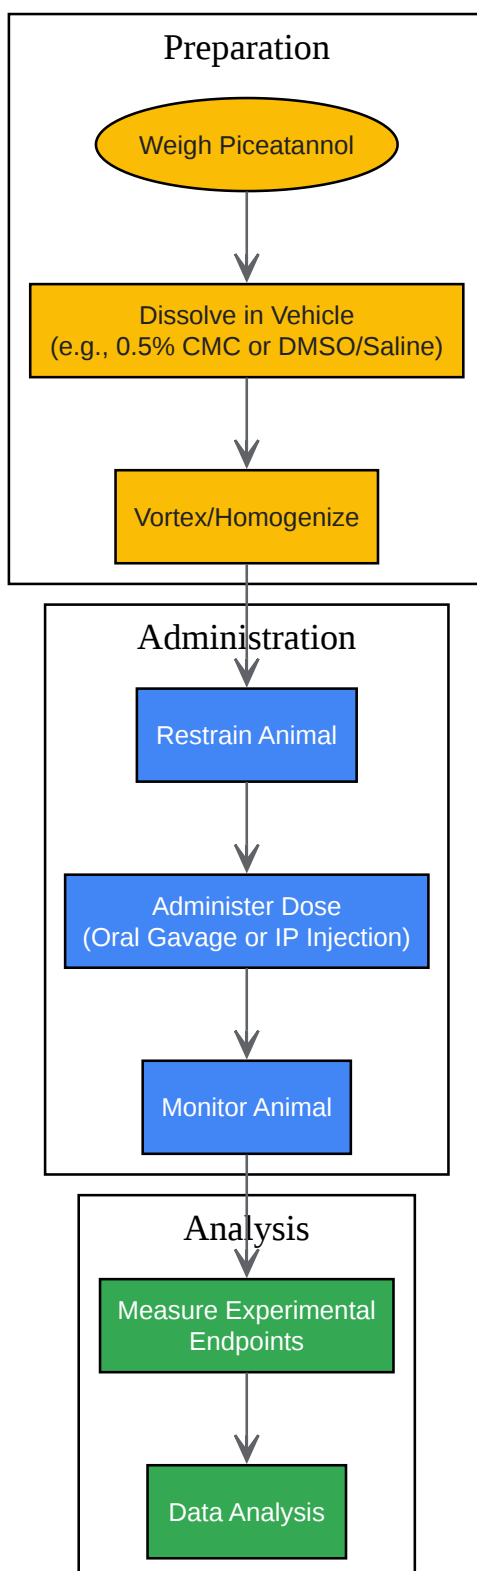 Preparation
Weigh Piceatannol
Dissolve in Vehicle
(e.g., 0.5% CMC or DMSO/Saline)
Vortex/Homogenize
Administration
Restrain Animal
Administer Dose
(Oral Gavage or IP Injection)
Monitor Animal
Analysis
Measure Experimental
Endpoints
Data Analysis